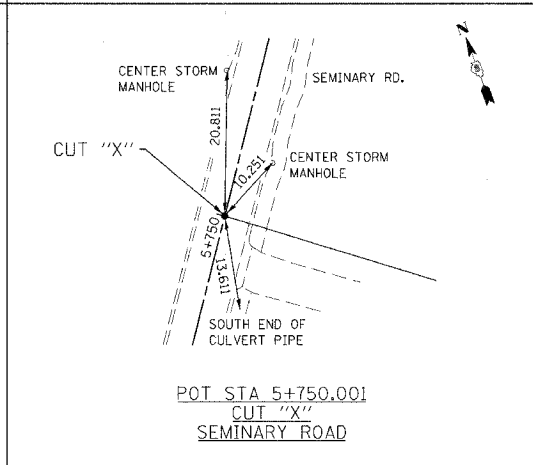 N
CENTER STORM
MANHOLE
SEMINARY RD.
20.811
CUT "X"
CENTER STORM
MANHOLE
10.251
5+750
13.611
SOUTH END OF
CULVERT PIPE
POT STA 5+750.001
CUT "X"
SEMINARY ROAD